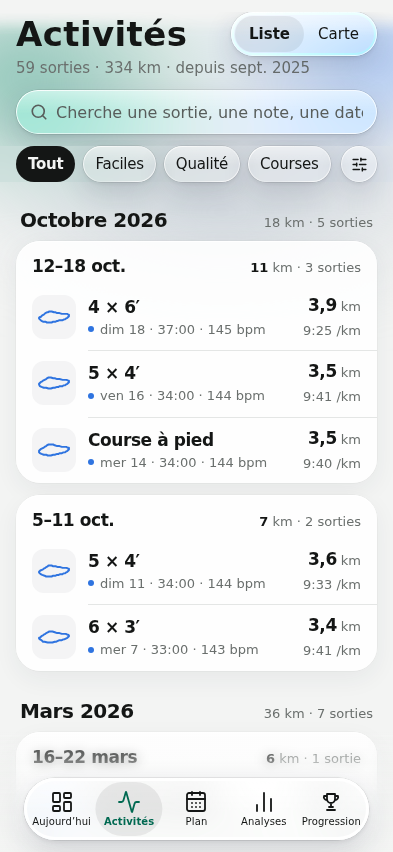 Activités
Liste
Carte
59 sorties · 334 km · depuis sept. 2025
Cherche une sortie, une note, une date
Tout
Faciles
Qualité
Courses
Octobre 2026
18 km · 5 sorties
12–18 oct.
11 km · 3 sorties
4 × 6′
3,9 km
dim 18 · 37:00 · 145 bpm
9:25 /km
5 × 4′
3,5 km
ven 16 · 34:00 · 144 bpm
9:41 /km
Course à pied
3,5 km
mer 14 · 34:00 · 144 bpm
9:40 /km
5–11 oct.
7 km · 2 sorties
5 × 4′
3,6 km
dim 11 · 34:00 · 144 bpm
9:33 /km
6 × 3′
3,4 km
mer 7 · 33:00 · 143 bpm
9:41 /km
Mars 2026
36 km · 7 sorties
16–22 mars
6 km · 1 sortie
Aujourd’hui
Activités
Plan
Analyses
Progression